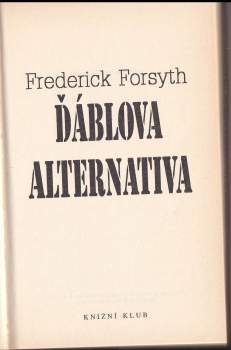 Frederick Forsyth
ĎÁBLOVA
ALTERNATIVA
KNIŽNÍ KLUB